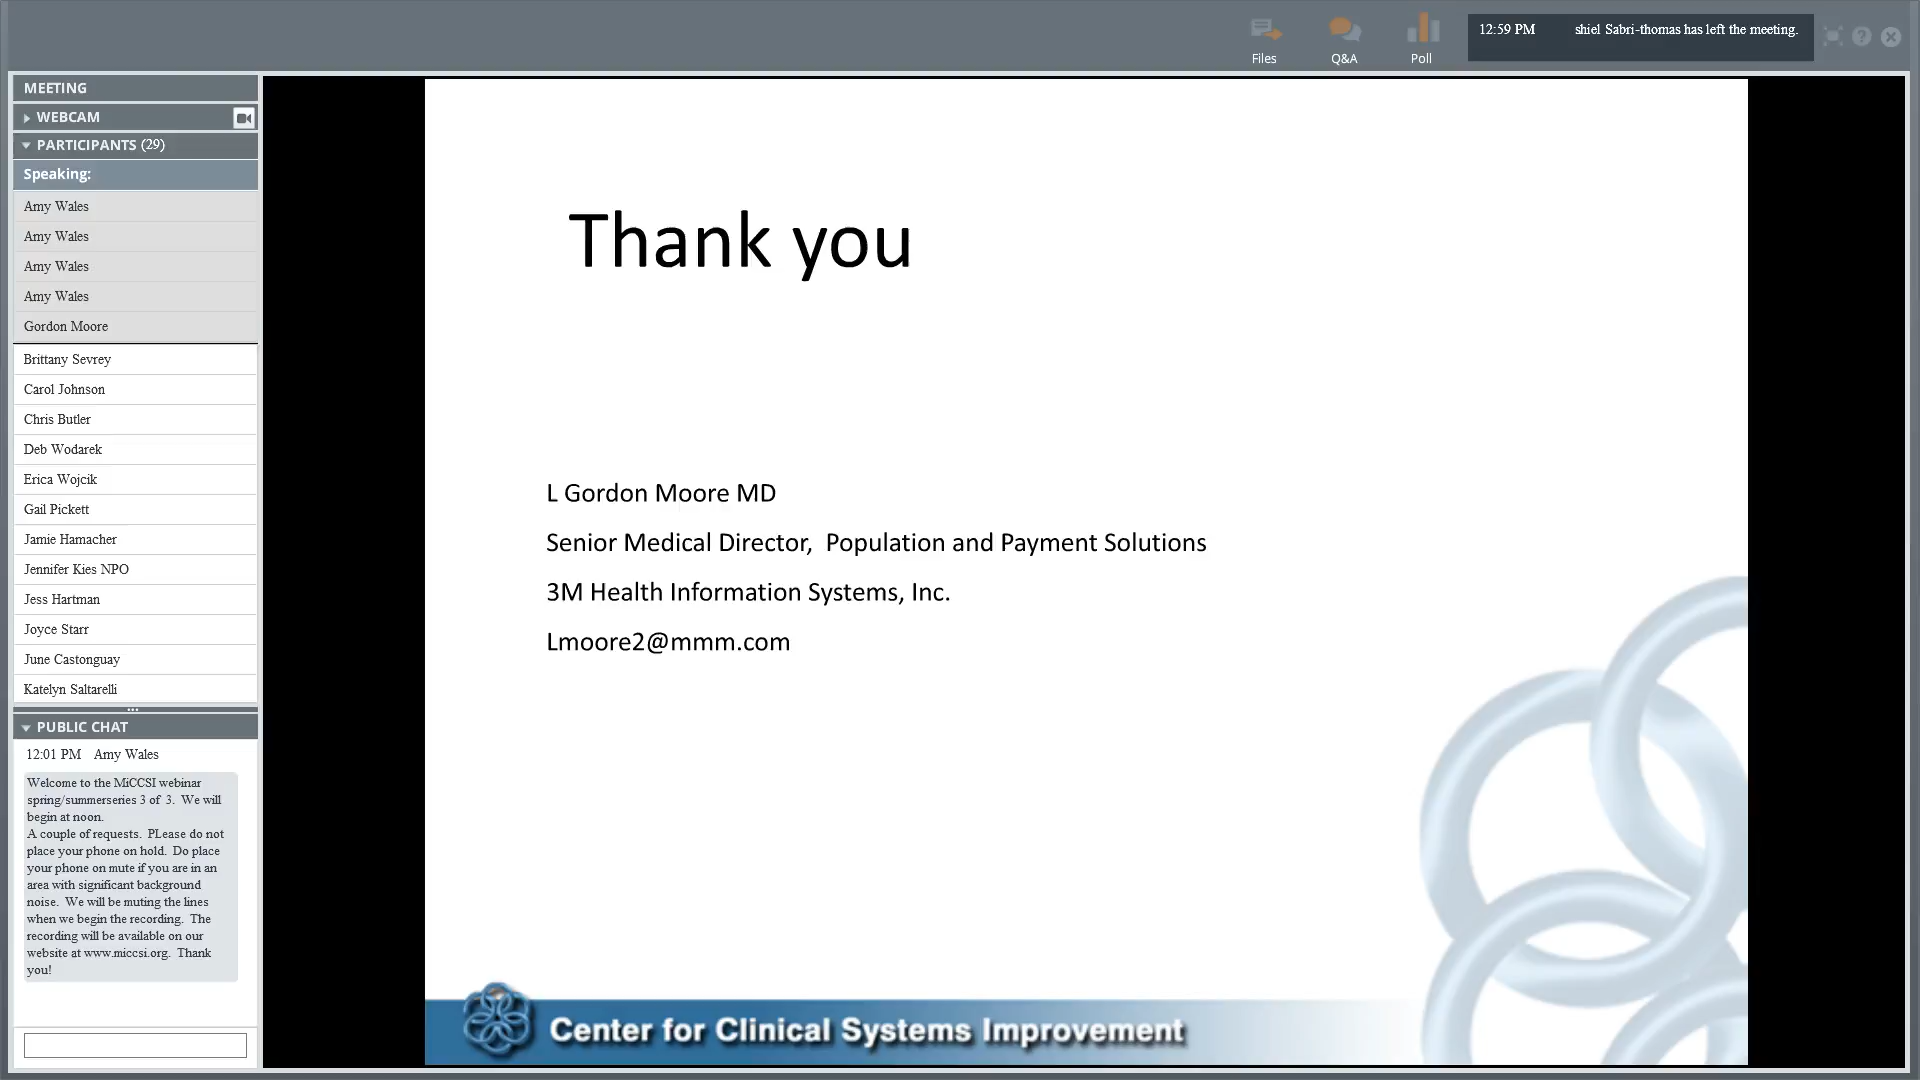 Files
Q&A
Poll
12:59 PM shiel Sabri-thomas has left the meeting.
MEETING
WEBCAM
PARTICIPANTS (29)
Speaking:
Amy Wales
Amy Wales
Amy Wales
Amy Wales
Gordon Moore
Brittany Sevrey
Carol Johnson
Chris Butler
Deb Wodarek
Erica Wojcik
Gail Pickett
Jamie Hamacher
Jennifer Kies NPO
Jess Hartman
Joyce Starr
June Castonguay
Katelyn Saltarelli
PUBLIC CHAT
12:01 PM Amy Wales
Welcome to the MiCCSI webinar
spring/summerseries 3 of 3. We will
begin at noon.
A couple of requests. PLease do not
place your phone on hold. Do place
your phone on mute if you are in an
area with significant background
noise. We will be muting the lines
when we begin the recording. The
recording will be available on our
website at www.miccsi.org. Thank
you!
Thank you
L Gordon Moore MD
Senior Medical Director, Population and Payment Solutions
3M Health Information Systems, Inc.
Lmoore2@mmm.com
Center for Clinical Systems Improvement